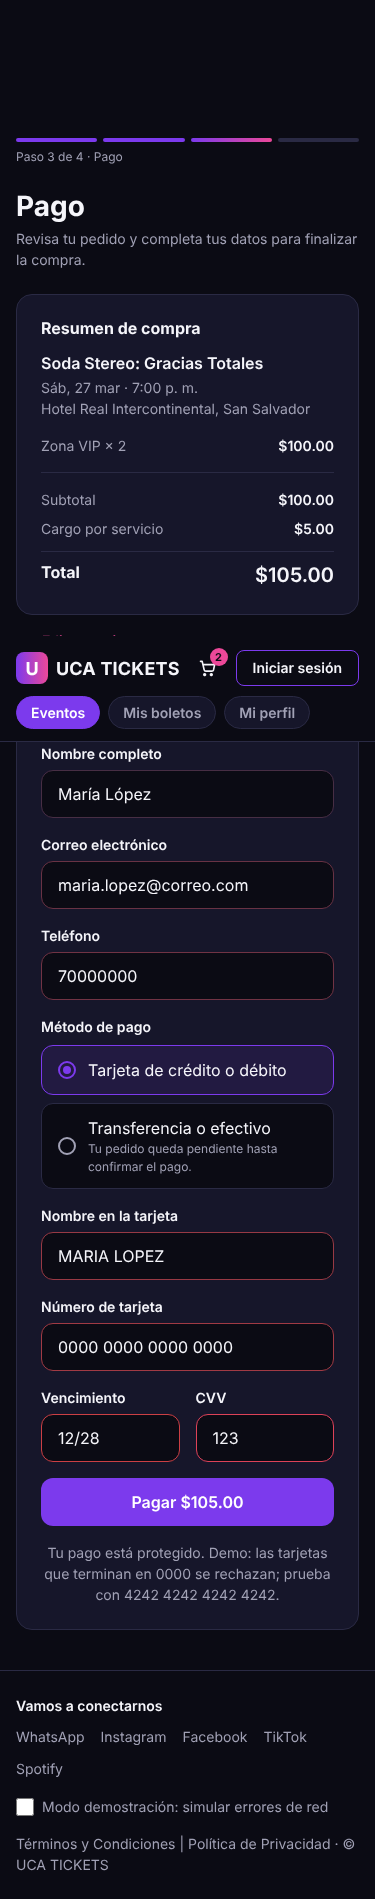 Paso 3 de 4 · Pago
Pago
Revisa tu pedido y completa tus datos para finalizar
la compra.
Resumen de compra
Soda Stereo: Gracias Totales
Sáb, 27 mar · 7:00 p. m.
Hotel Real Intercontinental, San Salvador
Zona VIP × 2 $100.00
Subtotal $100.00
Cargo por servicio $5.00
Total $105.00
U UCA TICKETS 2 Iniciar sesión
Eventos Mis boletos Mi perfil
Nombre completo
María López
Correo electrónico
maria.lopez@correo.com
Teléfono
70000000
Método de pago
Tarjeta de crédito o débito
Transferencia o efectivo
Tu pedido queda pendiente hasta
confirmar el pago.
Nombre en la tarjeta
MARIA LOPEZ
Número de tarjeta
0000 0000 0000 0000
Vencimiento CVV
12/28 123
Pagar $105.00
Tu pago está protegido. Demo: las tarjetas
que terminan en 0000 se rechazan; prueba
con 4242 4242 4242 4242.
Vamos a conectarnos
WhatsApp Instagram Facebook TikTok
Spotify
Modo demostración: simular errores de red
Términos y Condiciones | Política de Privacidad · ©
UCA TICKETS